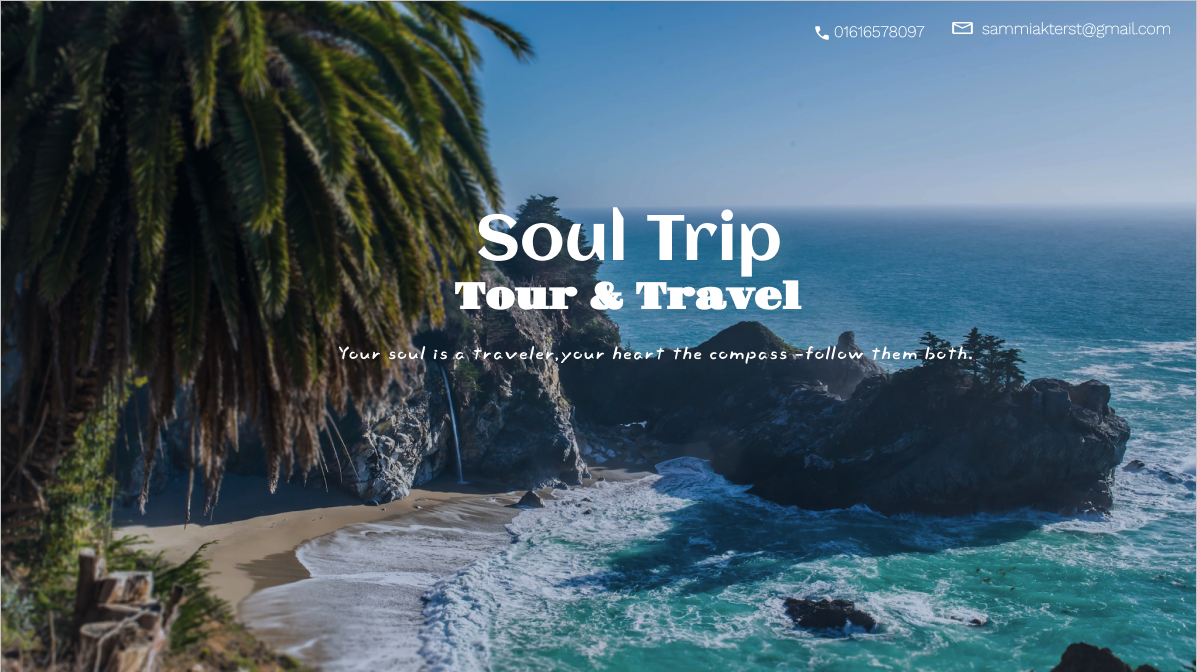 01616578097 sammiakterst@gmail.com
Soul Trip
Tour & Travel
Your soul is a traveler,your heart the compass -follow them both.